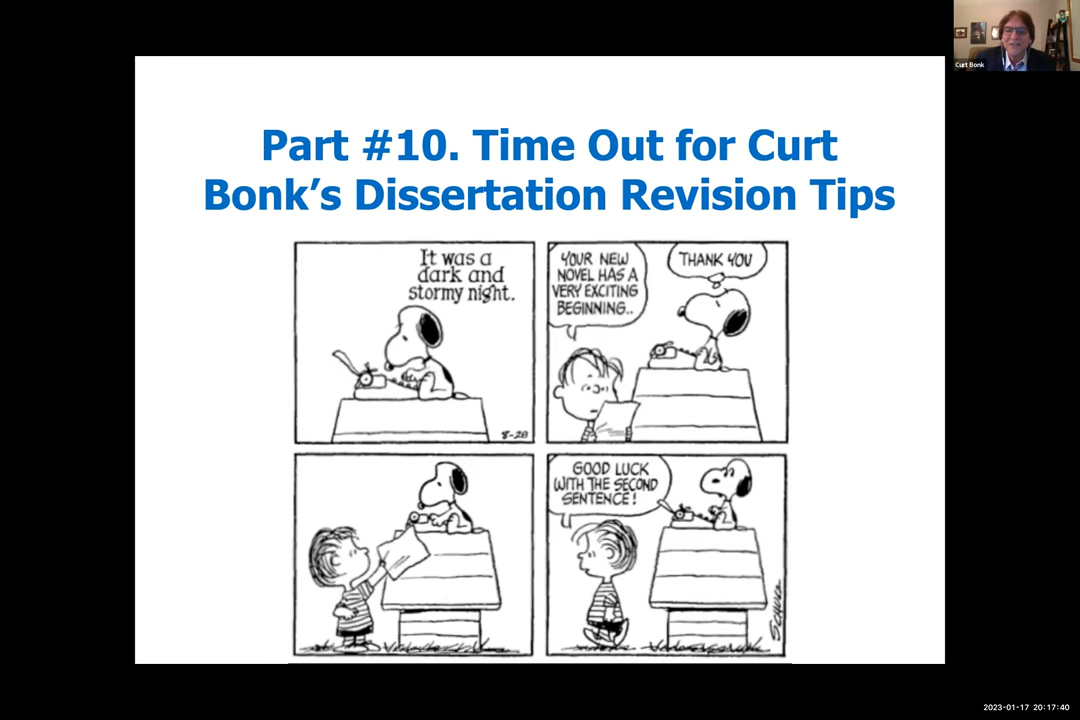 Curt Bonk
Part #10. Time Out for Curt
Bonk’s Dissertation Revision Tips
It was a
dark and
stormy night.
8-28
YOUR NEW
NOVEL HAS A
VERY EXCITING
BEGINNING..
THANK YOU
GOOD LUCK
WITH THE SECOND
SENTENCE!
SCHULZ
2023-01-17 20:17:40